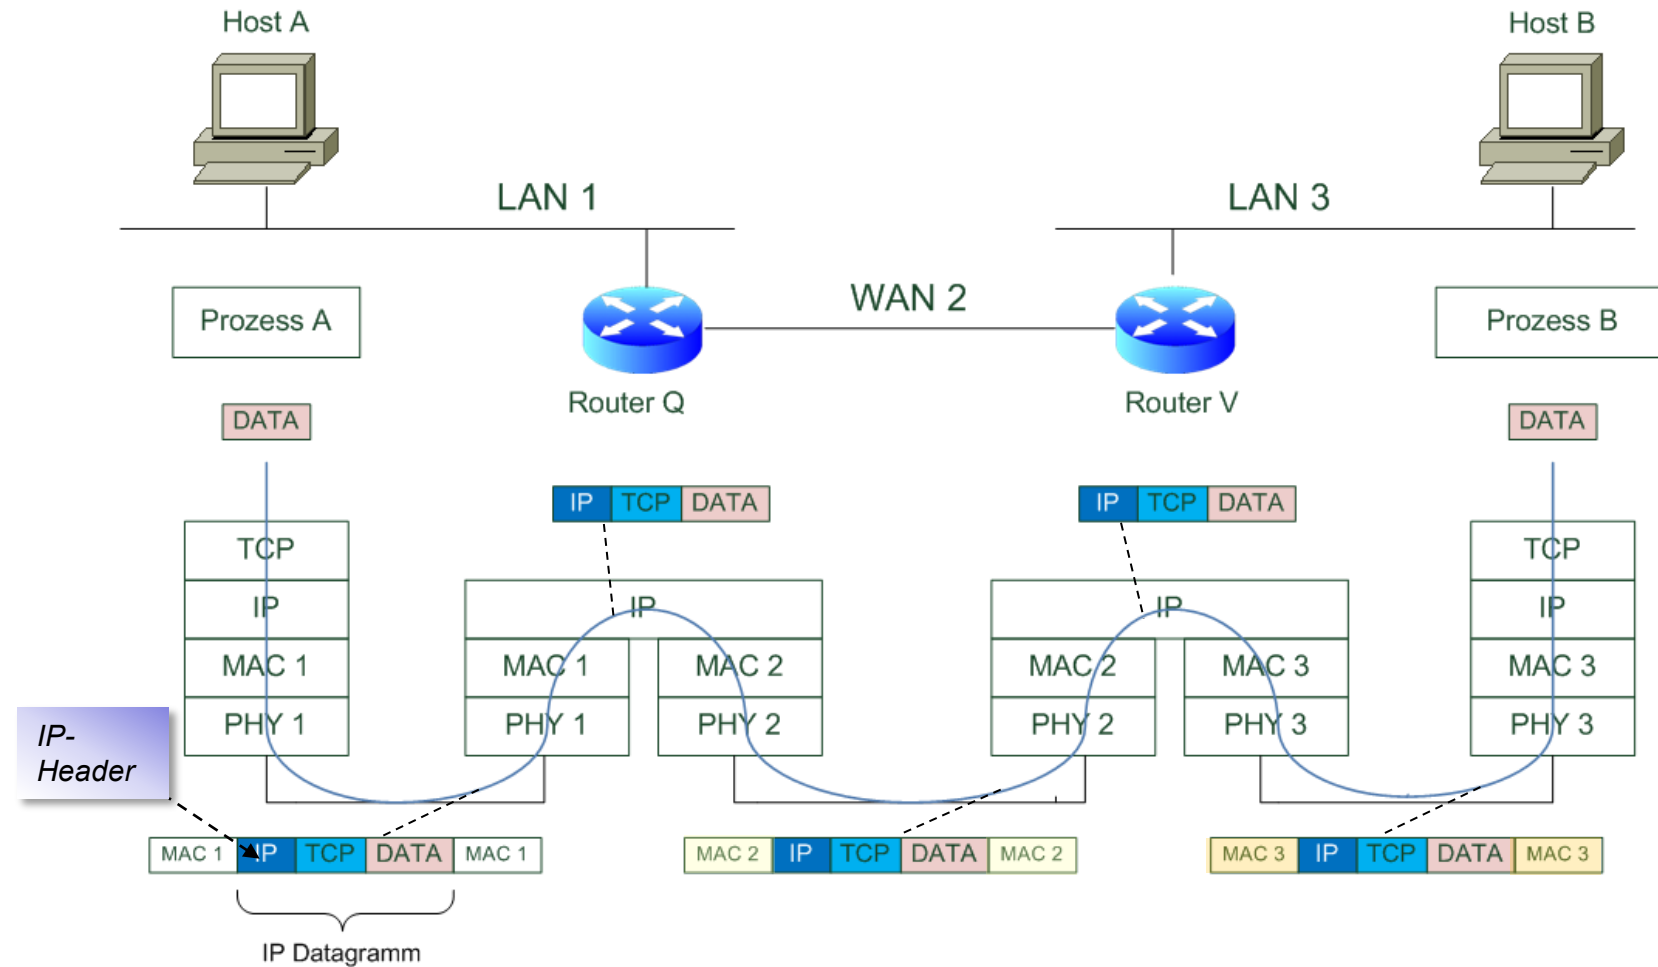 Host A
Host B
LAN 1
LAN 3
WAN 2
Prozess A
Prozess B
Router Q
Router V
DATA
DATA
IP TCP DATA
IP TCP DATA
TCP
TCP
IP
IP
IP
IP
MAC 1
MAC 1
MAC 2
MAC 2
MAC 3
MAC 3
PHY 1
PHY 1
PHY 2
PHY 2
PHY 3
PHY 3
IP-
Header
MAC 1 IP TCP DATA MAC 1
MAC 2 IP TCP DATA MAC 2
MAC 3 IP TCP DATA MAC 3
IP Datagramm